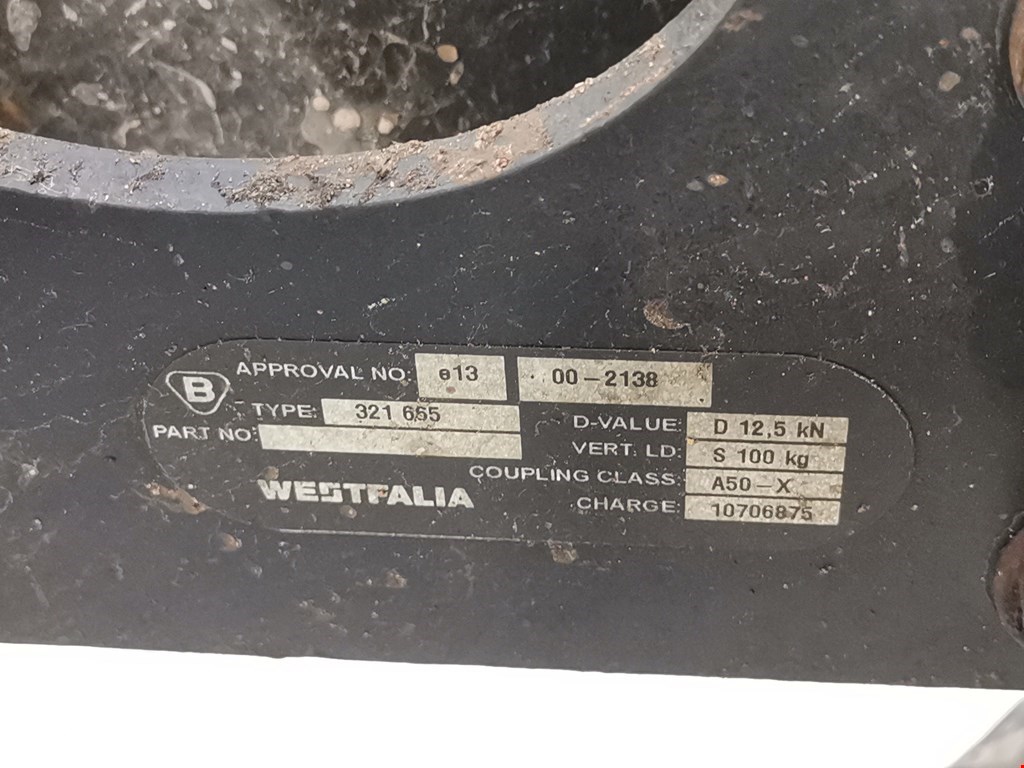 B
APPROVAL NO: e13 00-2138
TYPE: 321 655
PART NO:
D-VALUE: D 12,5 kN
VERT. LD: S 100 kg
COUPLING CLASS: A50-X
CHARGE: 10706875
WESTFALIA